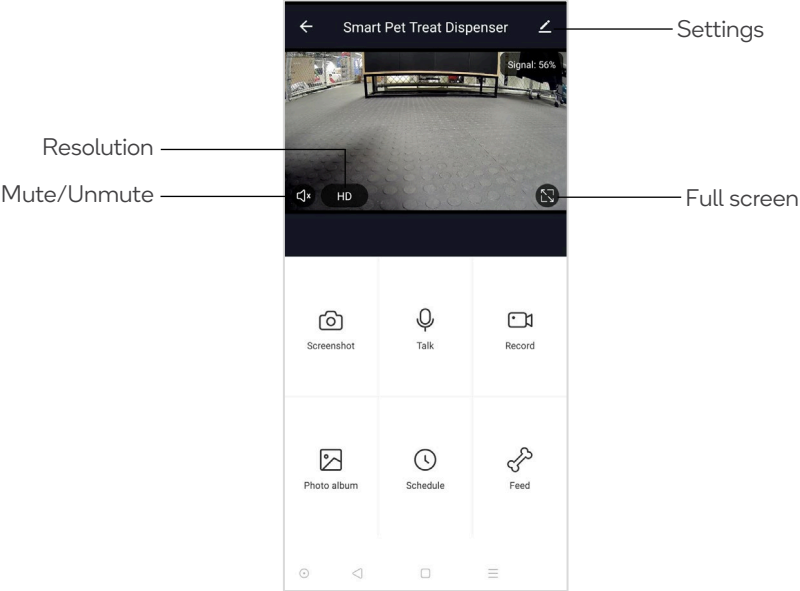 Smart Pet Treat Dispenser
Settings
Signal: 56%
Resolution
Mute/Unmute
HD
Full screen
Screenshot
Talk
Record
Photo album
Schedule
Feed